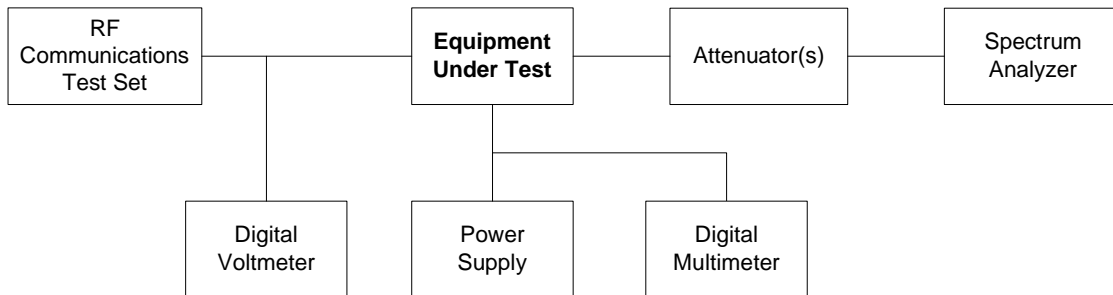 RF
Communications
Test Set
Equipment
Under Test
Attenuator(s)
Spectrum
Analyzer
Digital
Voltmeter
Power
Supply
Digital
Multimeter